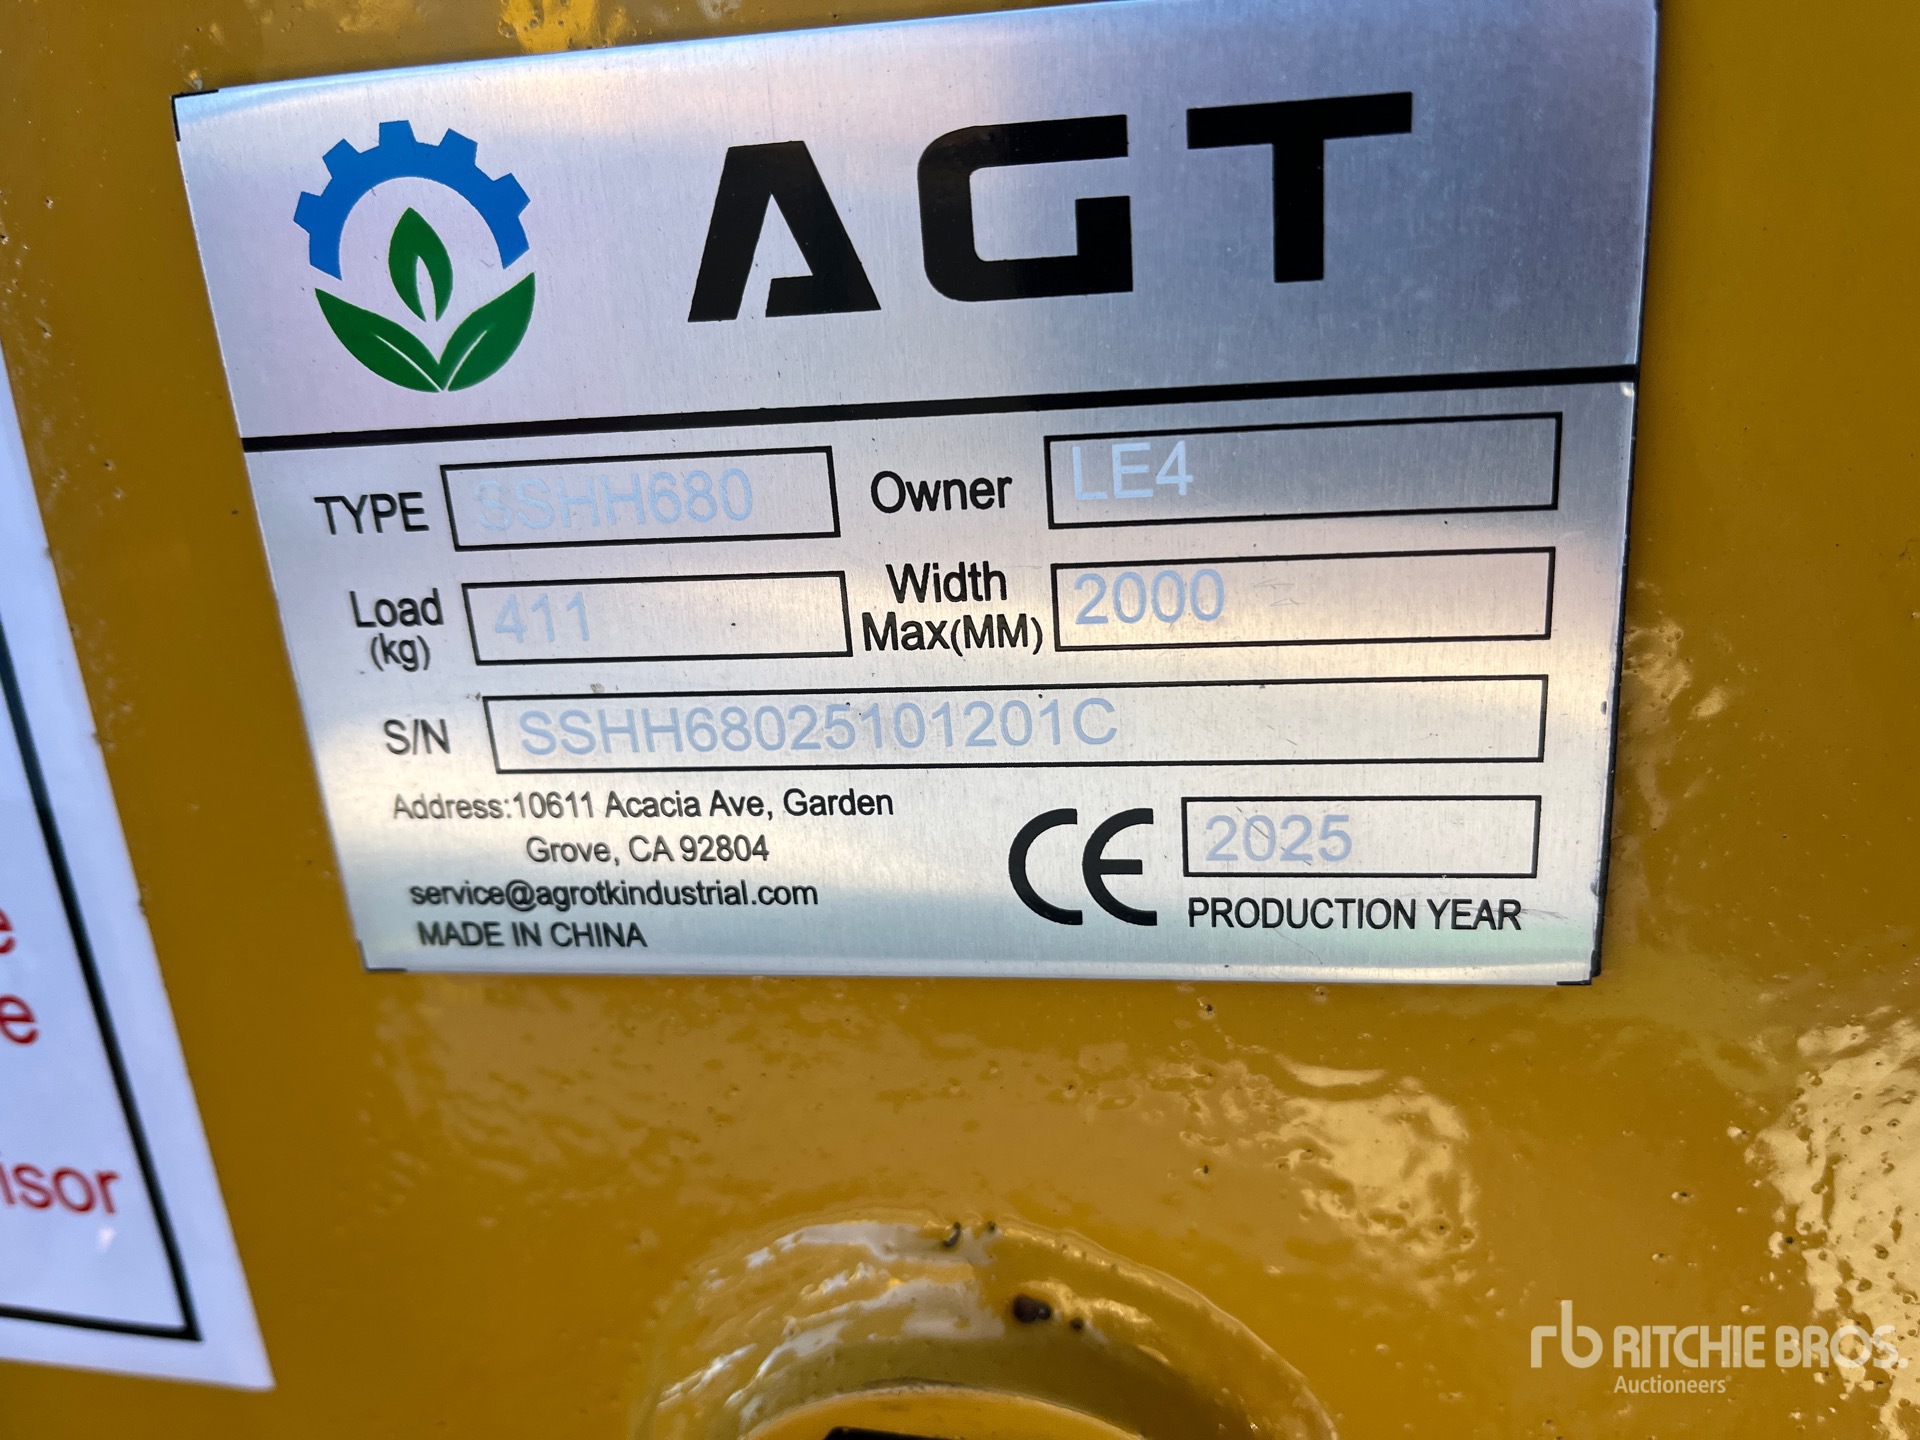 AGT
TYPE SSHH680 Owner LE4
Load (kg) 411 Width Max(MM) 2000
S/N SSHH68025101201C
Address:10611 Acacia Ave, Garden
Grove, CA 92804
service@agrotkindustrial.com
MADE IN CHINA
CE 2025
PRODUCTION YEAR
e
e
isor
rb RITCHIE BROS.
Auctioneers